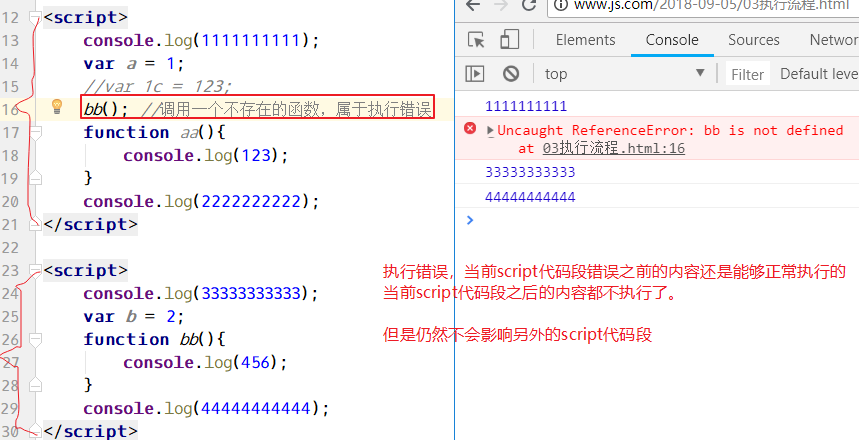 12 <script>
13 console.log(1111111111);
14 var a = 1;
15 //var 1c = 123;
16 bb(); //调用一个不存在的函数，属于执行错误
17 function aa(){
18 console.log(123);
19 }
20 console.log(2222222222);
21 </script>
22
23 <script>
24 console.log(33333333333);
25 var b = 2;
26 function bb(){
27 console.log(456);
28 }
29 console.log(44444444444);
30 </script>
www.js.com/2018-09-05/03执行流程.html
Elements Console Sources Networ
top Filter Default leve
1111111111
Uncaught ReferenceError: bb is not defined
at 03执行流程.html:16
33333333333
44444444444
执行错误，当前script代码段错误之前的内容还是能够正常执行的
当前script代码段之后的内容都不执行了。
但是仍然不会影响另外的script代码段